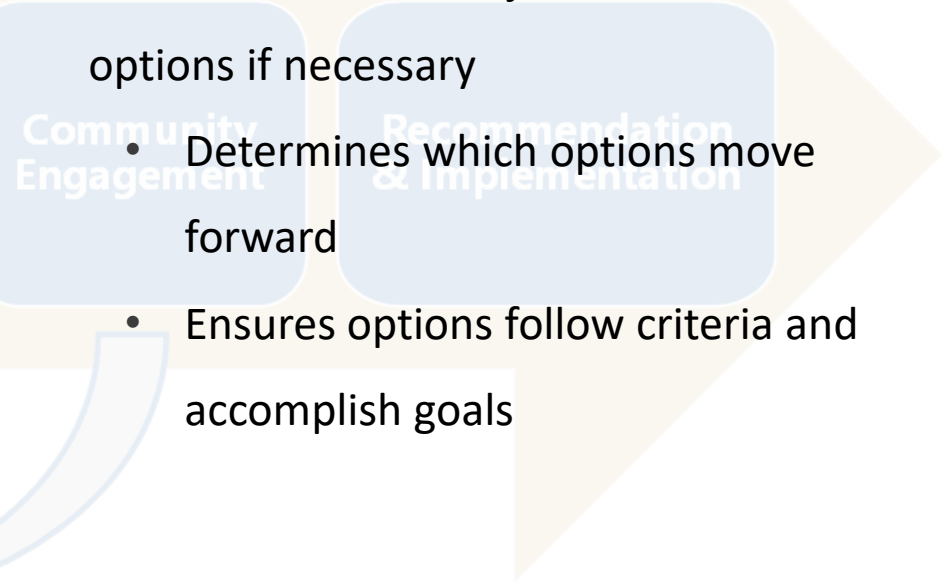 options if necessary
Community
Engagement
Recommendation
& Implementation
• Determines which options move
forward
• Ensures options follow criteria and
accomplish goals